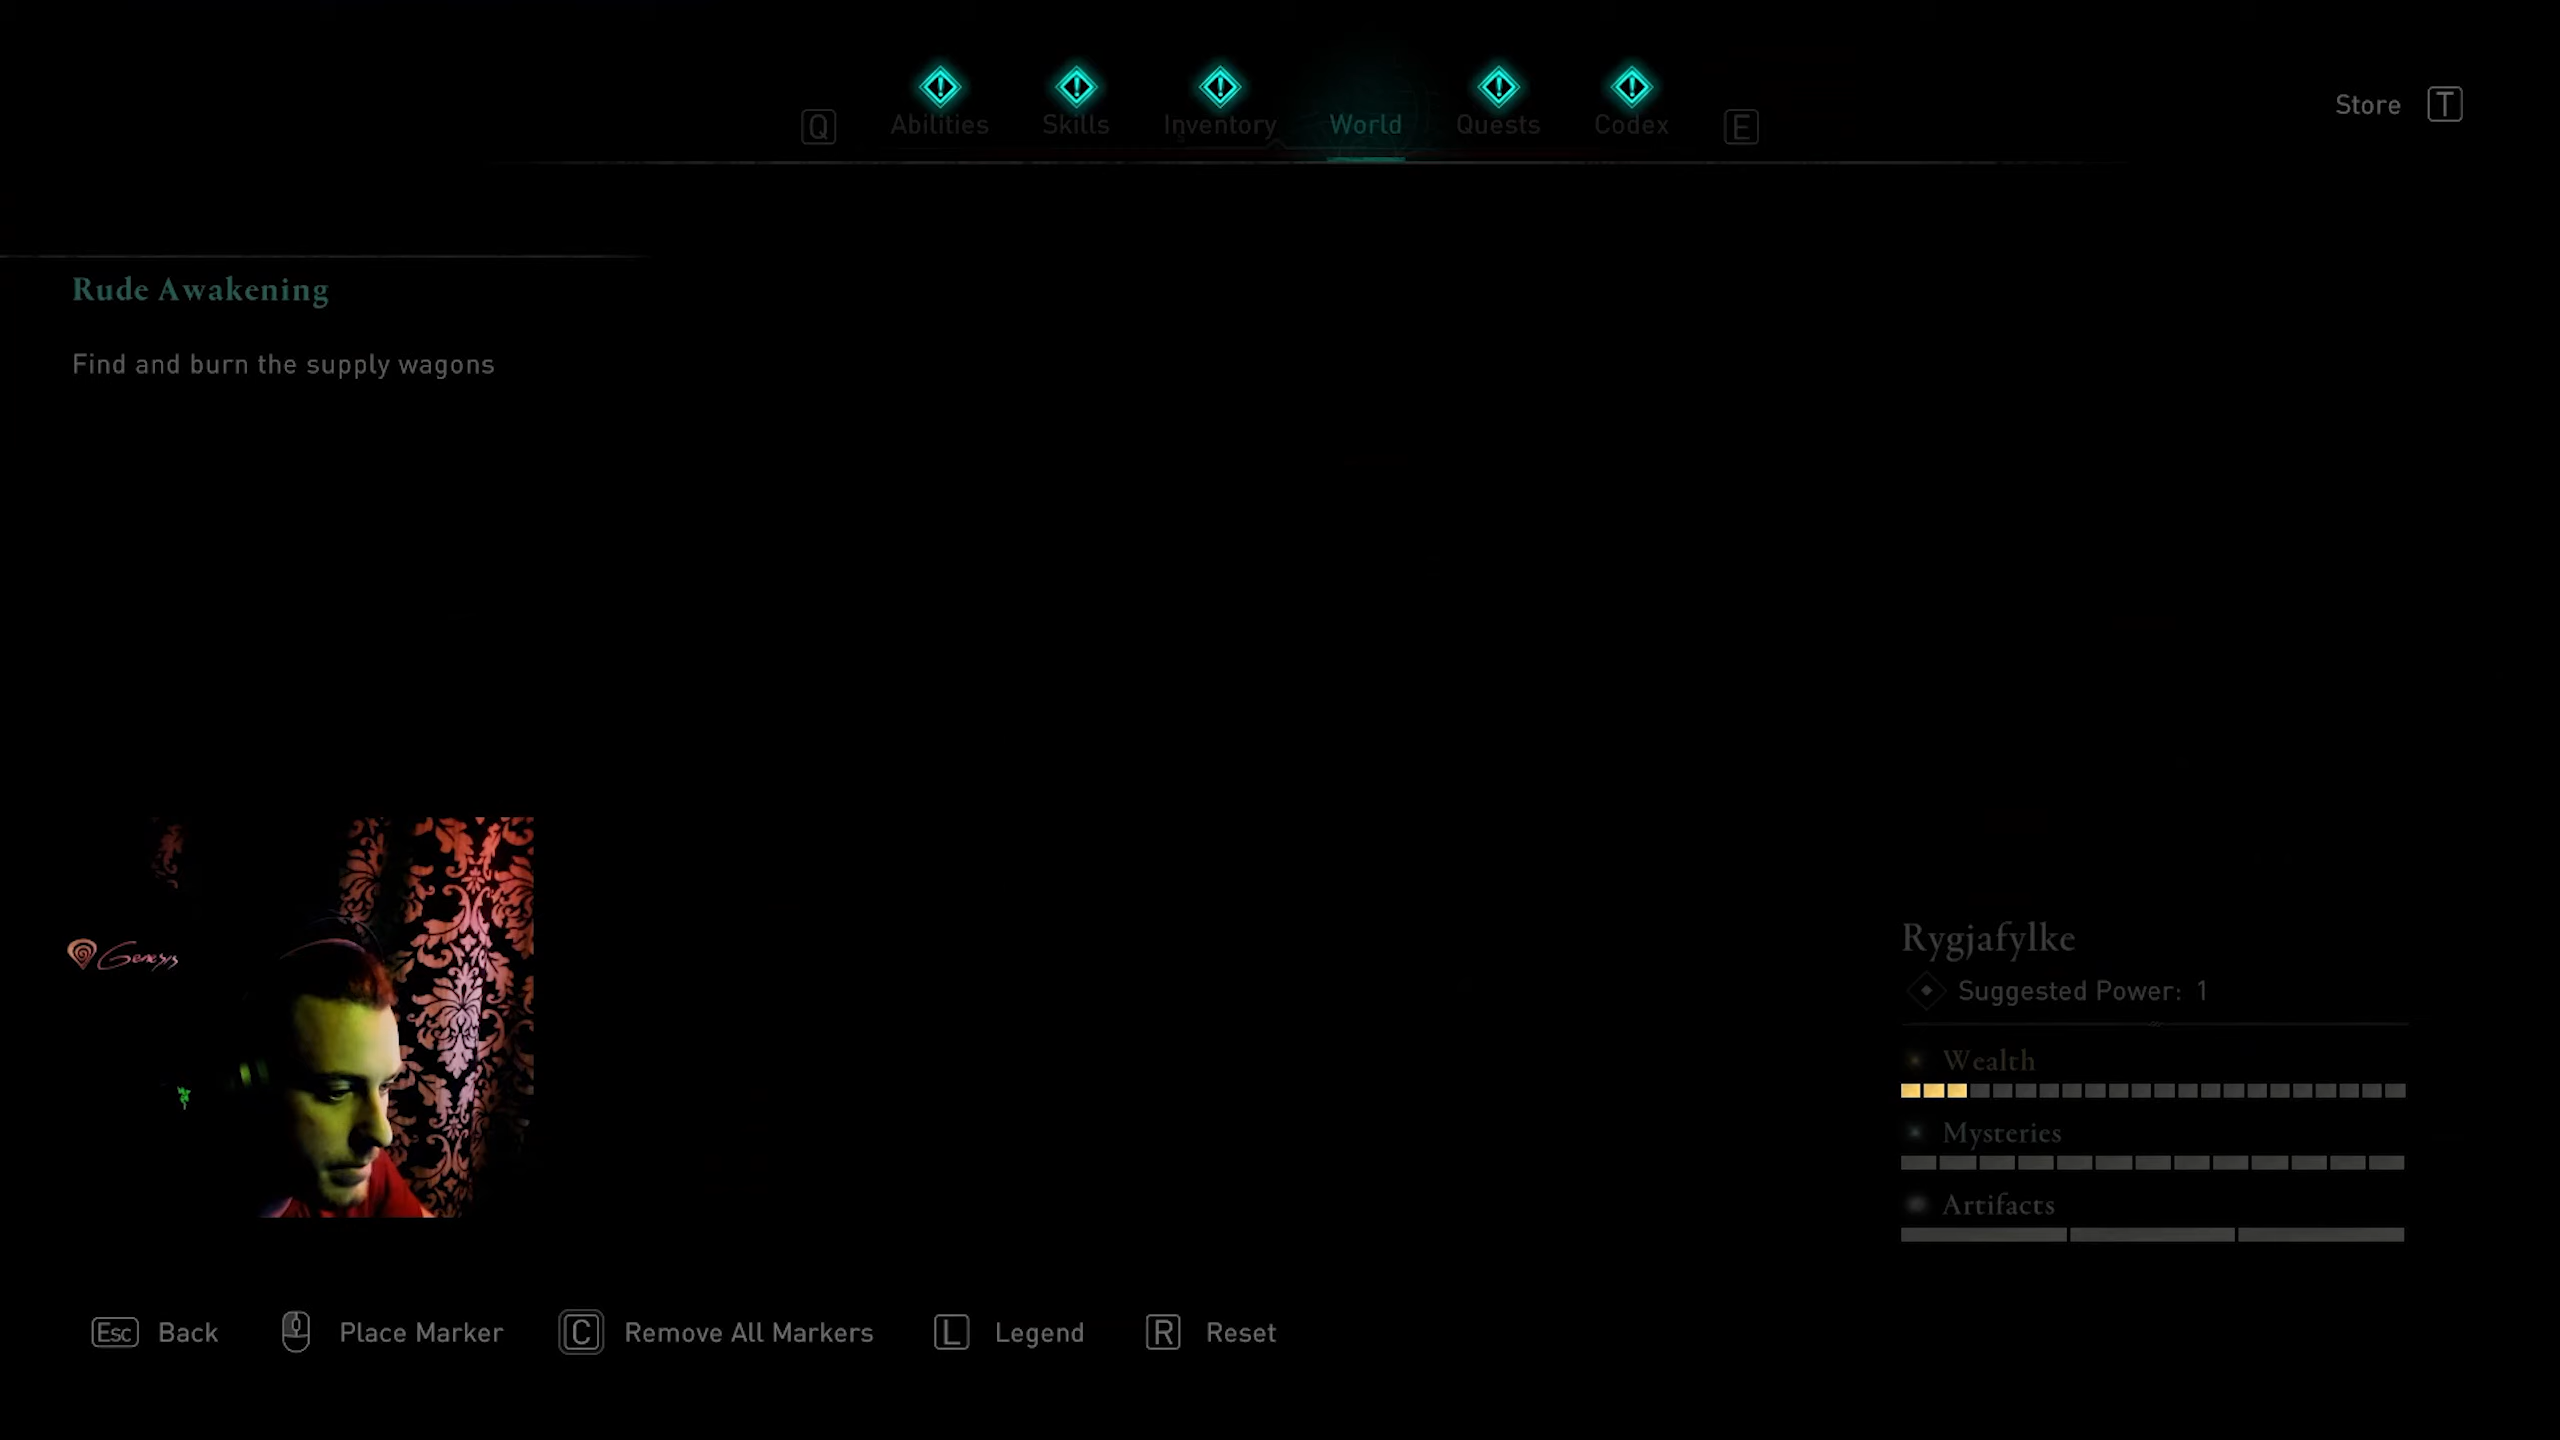 Q Abilities Skills Inventory World Quests Codex E
Store T
Rude Awakening
Find and burn the supply wagons
Genesis
Rygjafylke
Suggested Power: 1
Wealth
Mysteries
Artifacts
Esc Back Place Marker C Remove All Markers L Legend R Reset